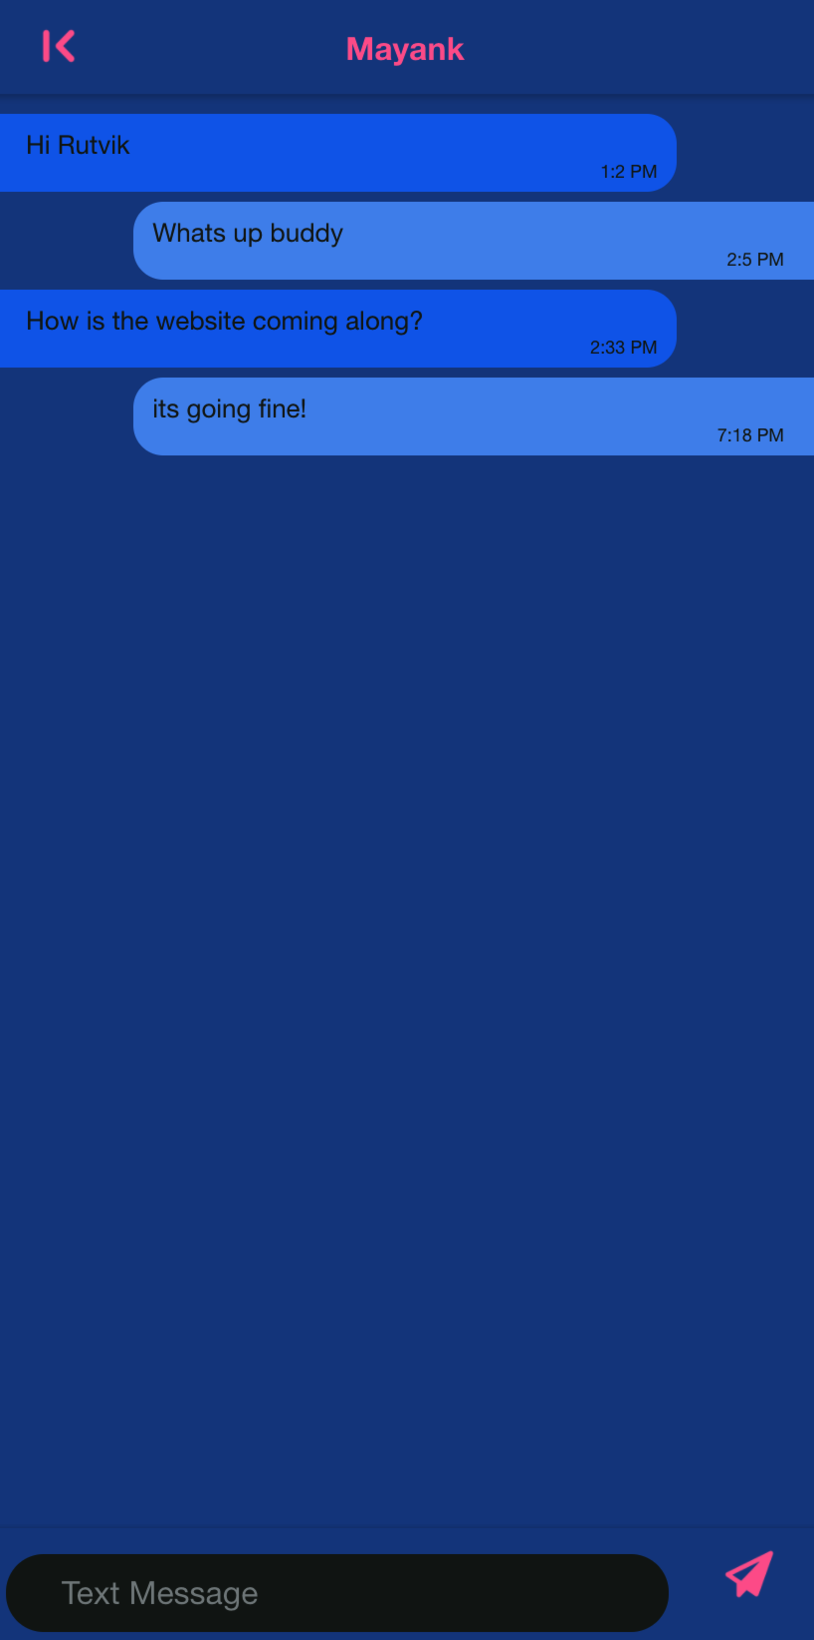 Mayank
Hi Rutvik
1:2 PM
Whats up buddy
2:5 PM
How is the website coming along?
2:33 PM
its going fine!
7:18 PM
Text Message